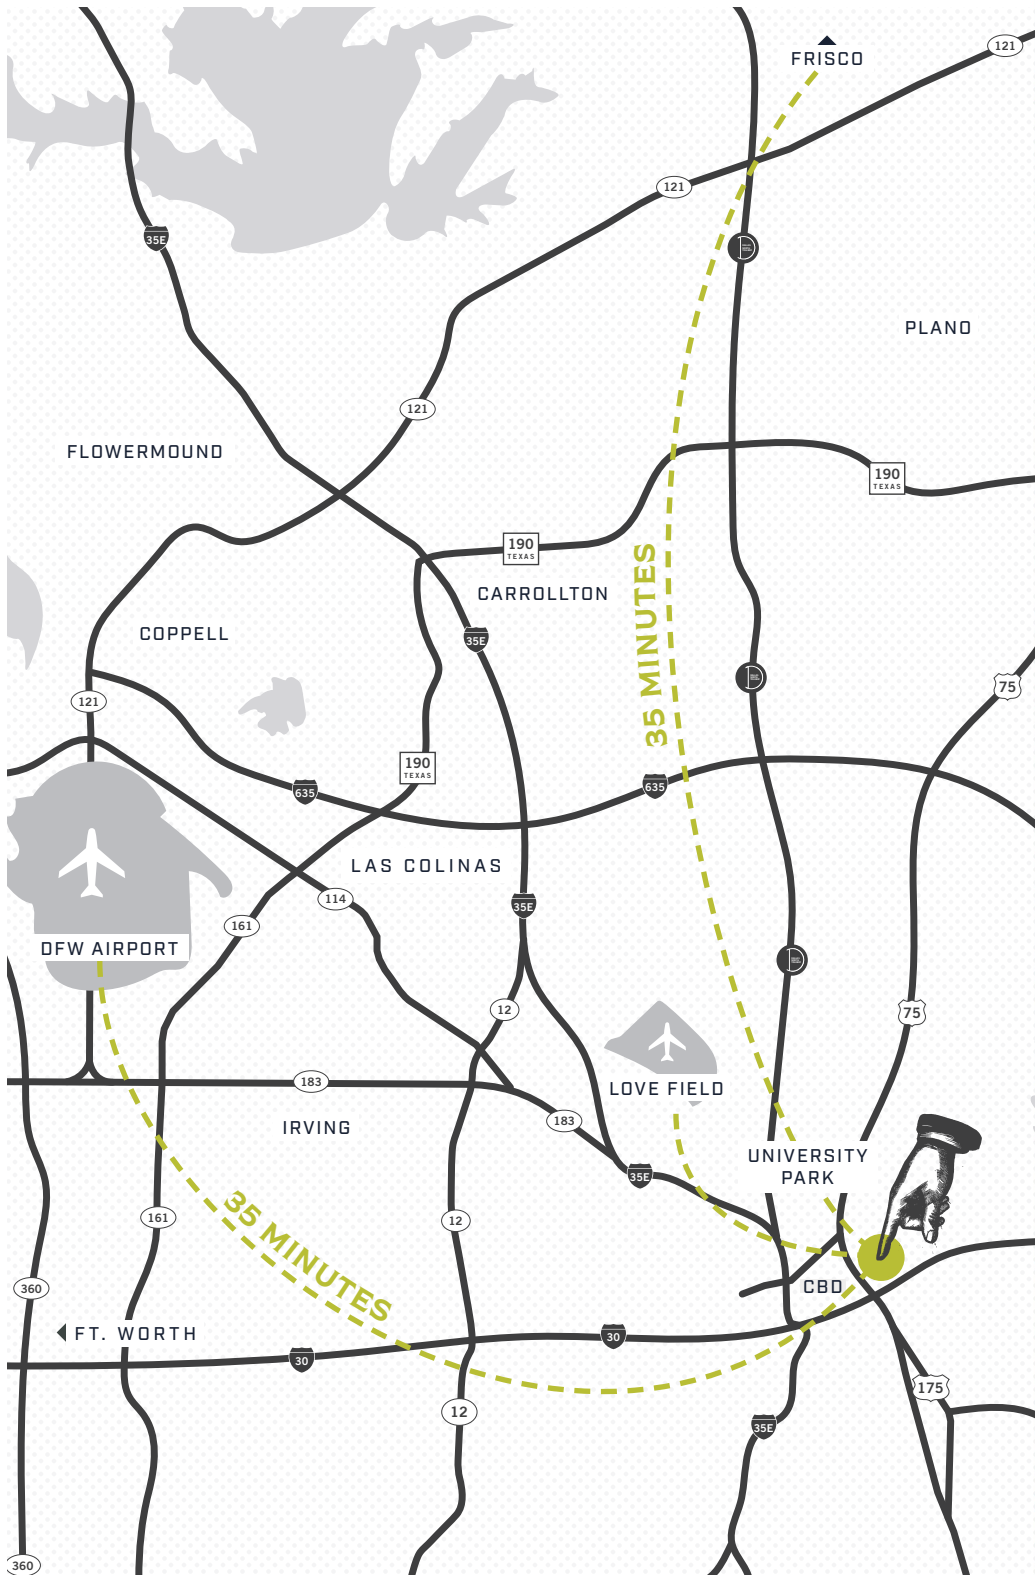 FRISCO
121
121
35E
PLANO
121
FLOWERMOUND
190
TEXAS
190
TEXAS
35 MINUTES
CARROLLTON
COPPELL
35E
75
121
190
TEXAS
635
635
LAS COLINAS
114
35E
161
DFW AIRPORT
12
75
LOVE FIELD
183
183
IRVING
UNIVERSITY
PARK
35E
35 MINUTES
161
12
360
CBD
FT. WORTH
30
30
175
12
35E
360